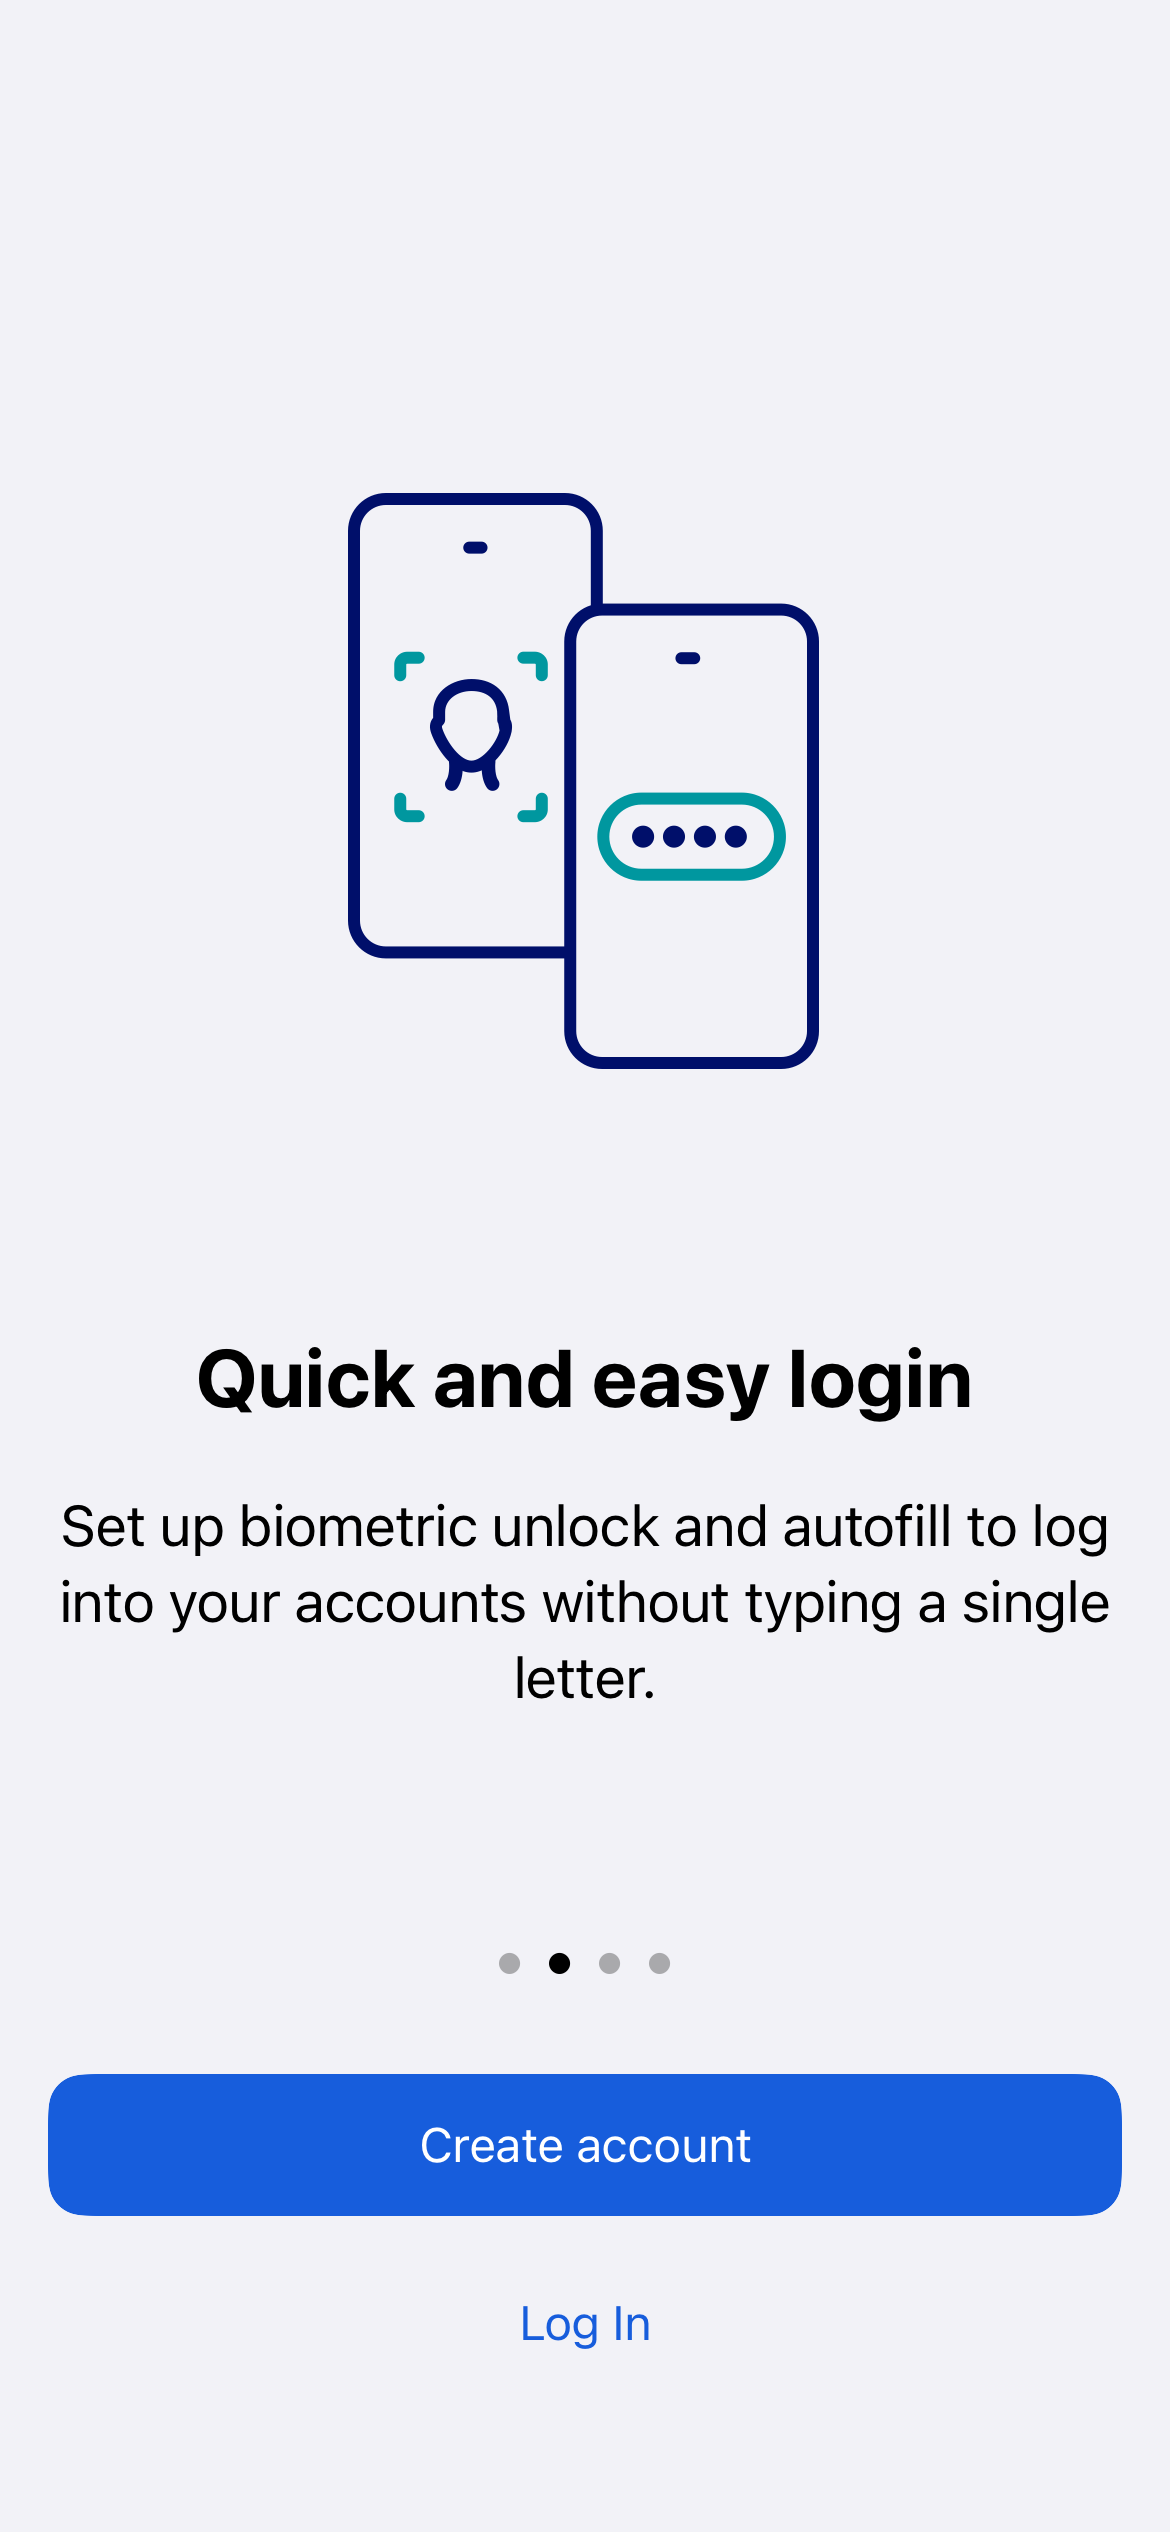 Quick and easy login
Set up biometric unlock and autofill to log
into your accounts without typing a single
letter.
Create account
Log In